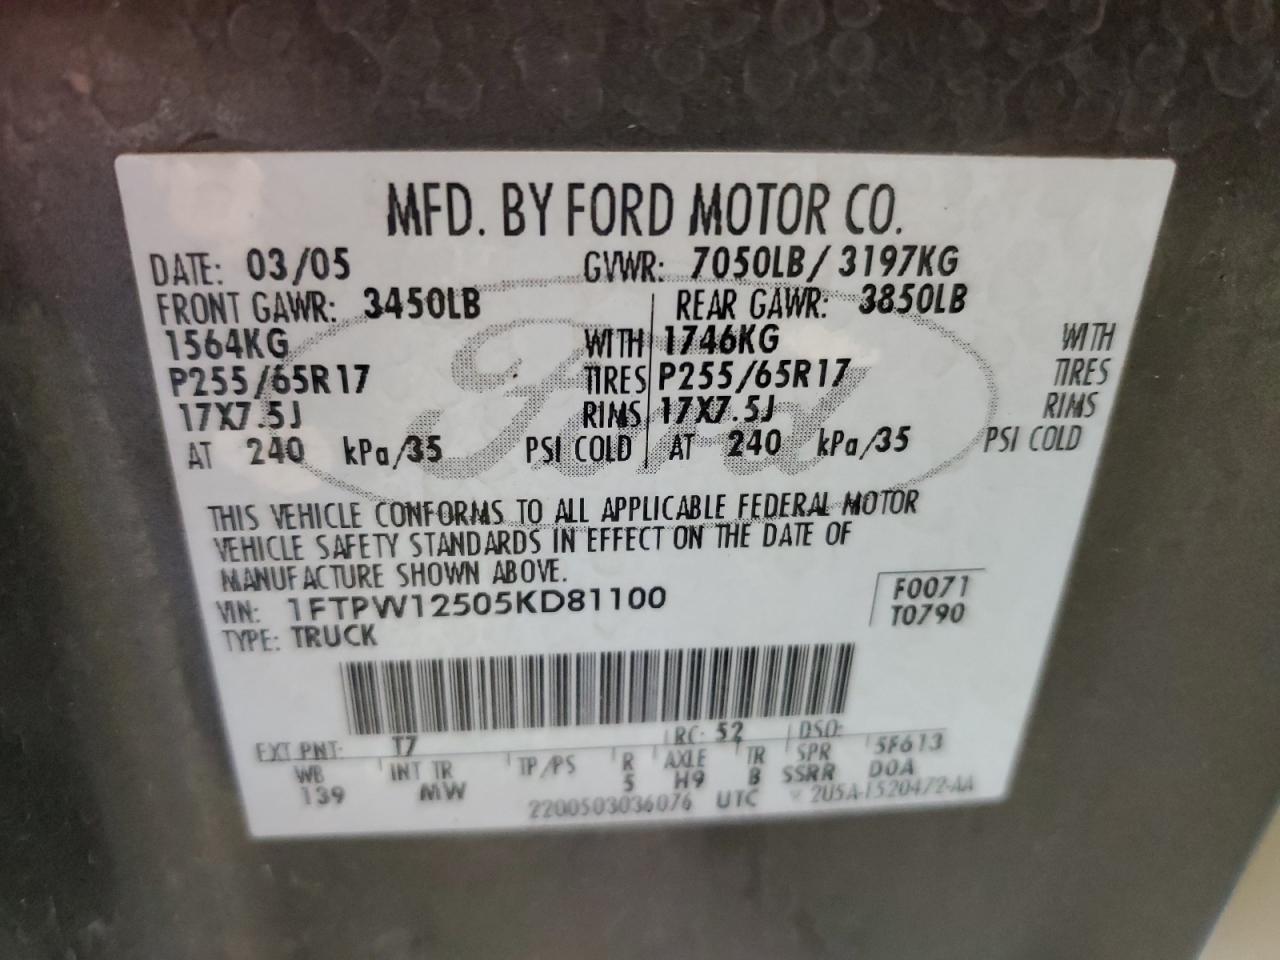 MFD. BY FORD MOTOR CO.
DATE: 03/05 GVWR: 7050LB/ 3197KG
FRONT GAWR: 3450LB REAR GAWR: 3850LB
1564KG WITH 1746KG WITH
P255/65R17 TIRES P255/65R17 TIRES
17X7.5J RIMS 17X7.5J RIMS
AT 240 kPa/35 PSI COLD AT 240 kPa/35 PSI COLD
Ford
THIS VEHICLE CONFORMS TO ALL APPLICABLE FEDERAL MOTOR
VEHICLE SAFETY STANDARDS IN EFFECT ON THE DATE OF
MANUFACTURE SHOWN ABOVE.
VIN: 1FTPW12505KD81100 F0071
TYPE: TRUCK T0790
EXT PNT: T7 RC: 52 DSO:
WB INT TR TP/PS R AXLE TR SPR 5F613
139 MW 5 H9 B SSRR DOA
2200503036076 UTC 2U5A-1520472-AA